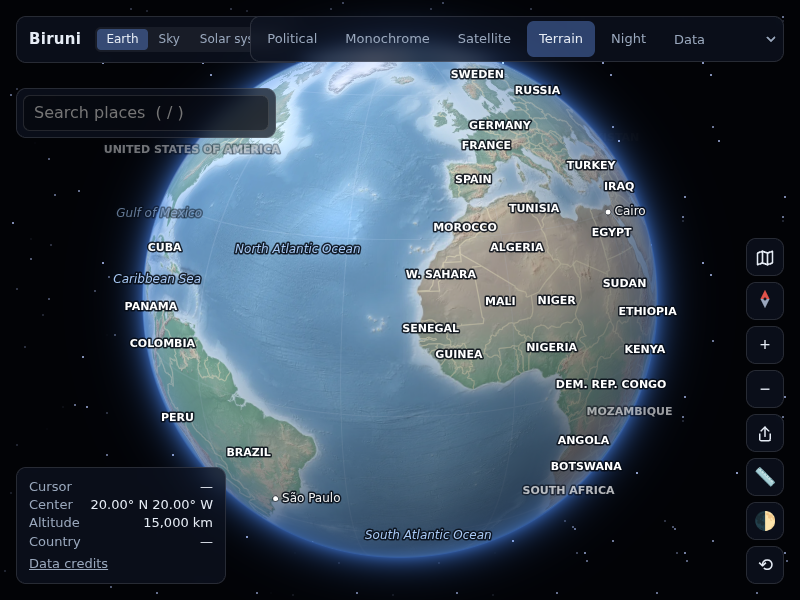 Biruni Earth Sky Solar sys Political Monochrome Satellite Terrain Night Data
Search places ( / )
SWEDEN
RUSSIA
GERMANY
FRANCE
UNITED STATES OF AMERICA
TURKEY
SPAIN
IRAQ
TUNISIA
Cairo
Gulf of Mexico
MOROCCO
EGYPT
CUBA
North Atlantic Ocean
ALGERIA
W. SAHARA
Caribbean Sea
SUDAN
MALI
NIGER
PANAMA
ETHIOPIA
SENEGAL
COLOMBIA
NIGERIA
KENYA
GUINEA
DEM. REP. CONGO
MOZAMBIQUE
PERU
ANGOLA
BRAZIL
BOTSWANA
SOUTH AFRICA
São Paulo
South Atlantic Ocean
Cursor —
Center 20.00° N 20.00° W
Altitude 15,000 km
Country —
Data credits